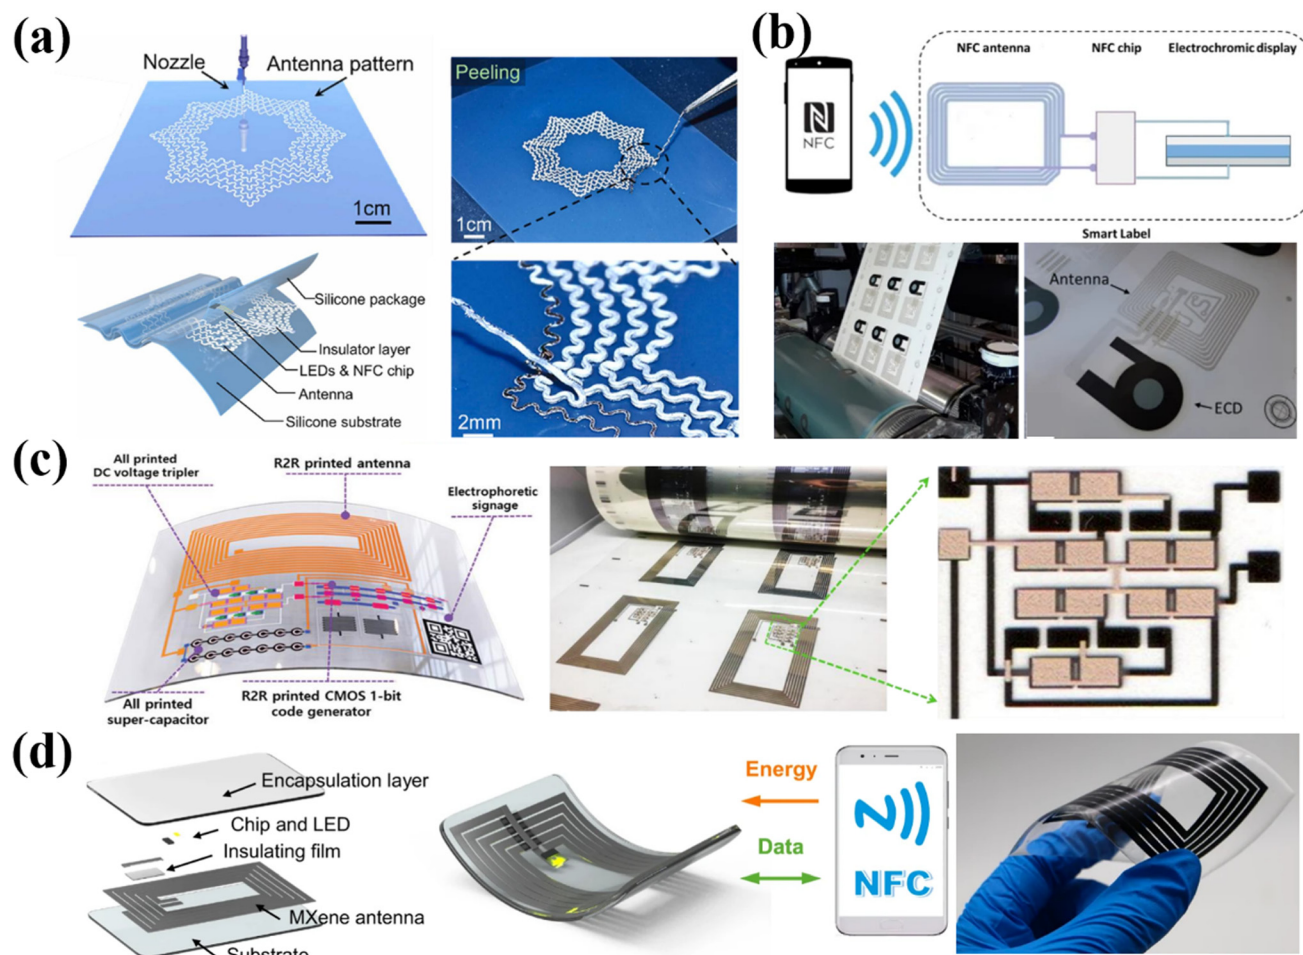 (a)
Nozzle
Antenna pattern
1cm
Peeling
1cm
Silicone package
Insulator layer
LEDs & NFC chip
Antenna
Silicone substrate
2mm
(b)
NFC antenna
NFC chip
Electrochromic display
NFC
Smart Label
Antenna
ECD
(c)
All printed
DC voltage tripler
R2R printed antenna
Electrophoretic
signage
All printed
super-capacitor
R2R printed CMOS 1-bit
code generator
(d)
Encapsulation layer
Chip and LED
Insulating film
MXene antenna
Substrate
Energy
Data
NFC